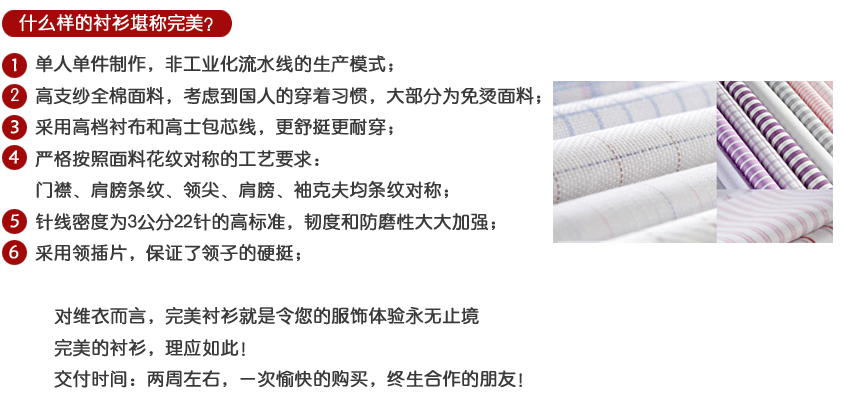 什么样的衬衫堪称完美?
1 单人单件制作，非工业化流水线的生产模式；
2 高支纱全棉面料，考虑到国人的穿着习惯，大部分为免烫面料；
3 采用高档衬布和高士包芯线，更舒挺更耐穿；
4 严格按照面料花纹对称的工艺要求：
门襟、肩膀条纹、领尖、肩膀、袖克夫均条纹对称；
5 针线密度为3公分22针的高标准，韧度和防磨性大大加强；
6 采用领插片，保证了领子的硬挺；
对维衣而言，完美衬衫就是令您的服饰体验永无止境
完美的衬衫，理应如此！
交付时间：两周左右，一次愉快的购买，终生合作的朋友！